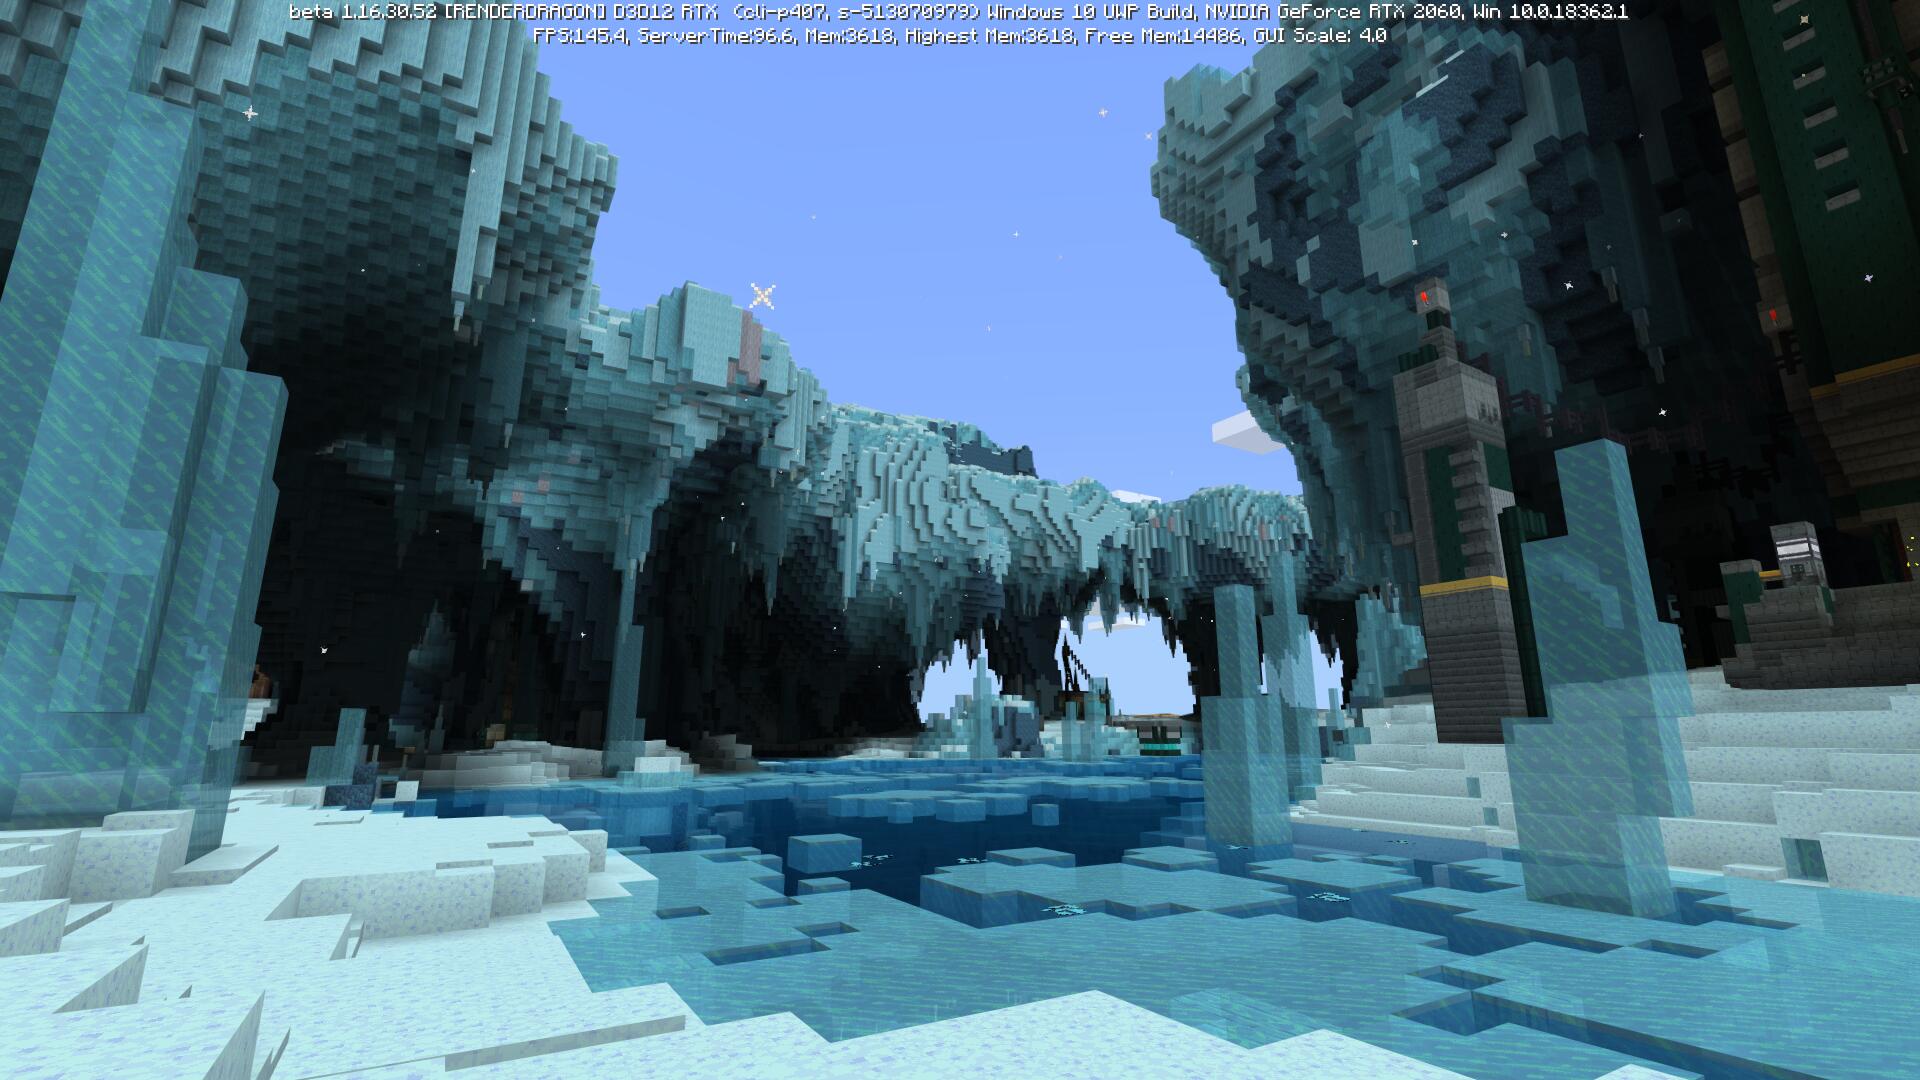 beta 1.16.30.52 [RENDERDRAGON] D3D12 RTX (cli-p407, s-513070979) Windows 10 UWP Build, NVIDIA GeForce RTX 2060, Win 10.0.18362.1
FPS:145.4, ServerTime:96.6, Mem:3618, Highest Mem:3618, Free Mem:14486, GUI Scale: 4.0